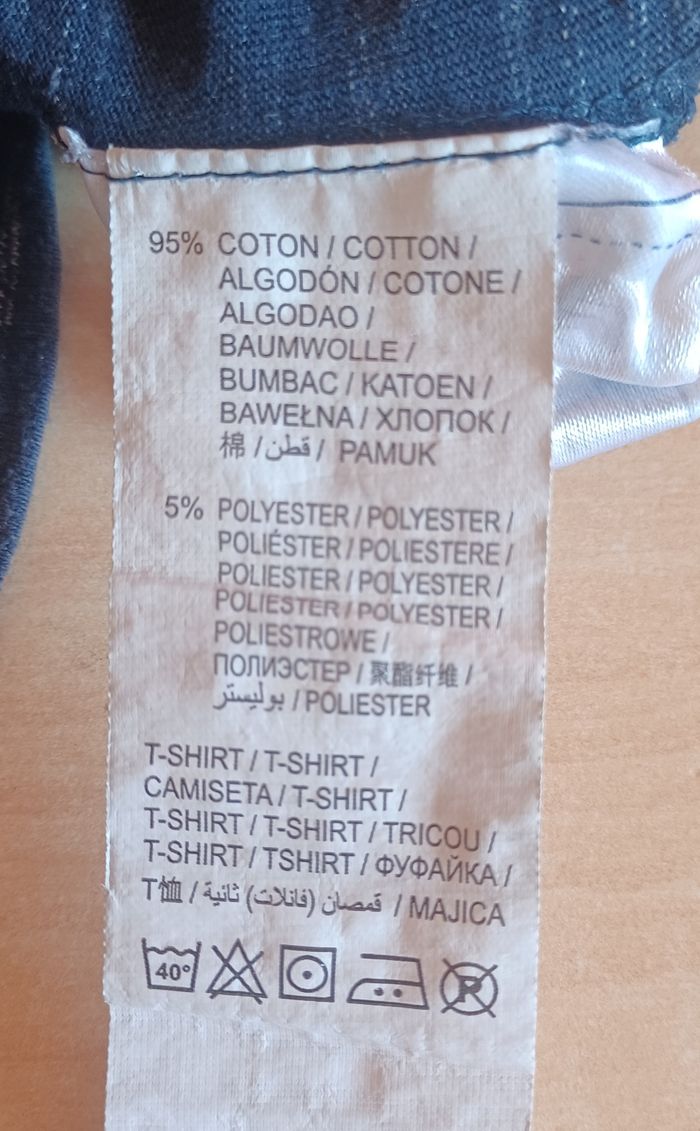 95% COTON / COTTON /
ALGODÓN / COTONE /
ALGODAO /
BAUMWOLLE /
BUMBAC / KATOEN /
BAWEŁNA / ХЛОПОК /
棉 / قطن / PAMUK
5% POLYESTER / POLYESTER /
POLIÉSTER / POLIESTERE /
POLIESTER / POLYESTER /
POLIESTER / POLYESTER /
POLIESTROWE /
ПОЛИЭСТЕР / 聚酯纤维 /
بوليستر / POLIESTER
T-SHIRT / T-SHIRT /
CAMISETA / T-SHIRT /
T-SHIRT / T-SHIRT / TRICOU /
T-SHIRT / TSHIRT / ФУФАЙКА /
T恤 / قمصان (فانلات) ثانية / MAJICA
40° P